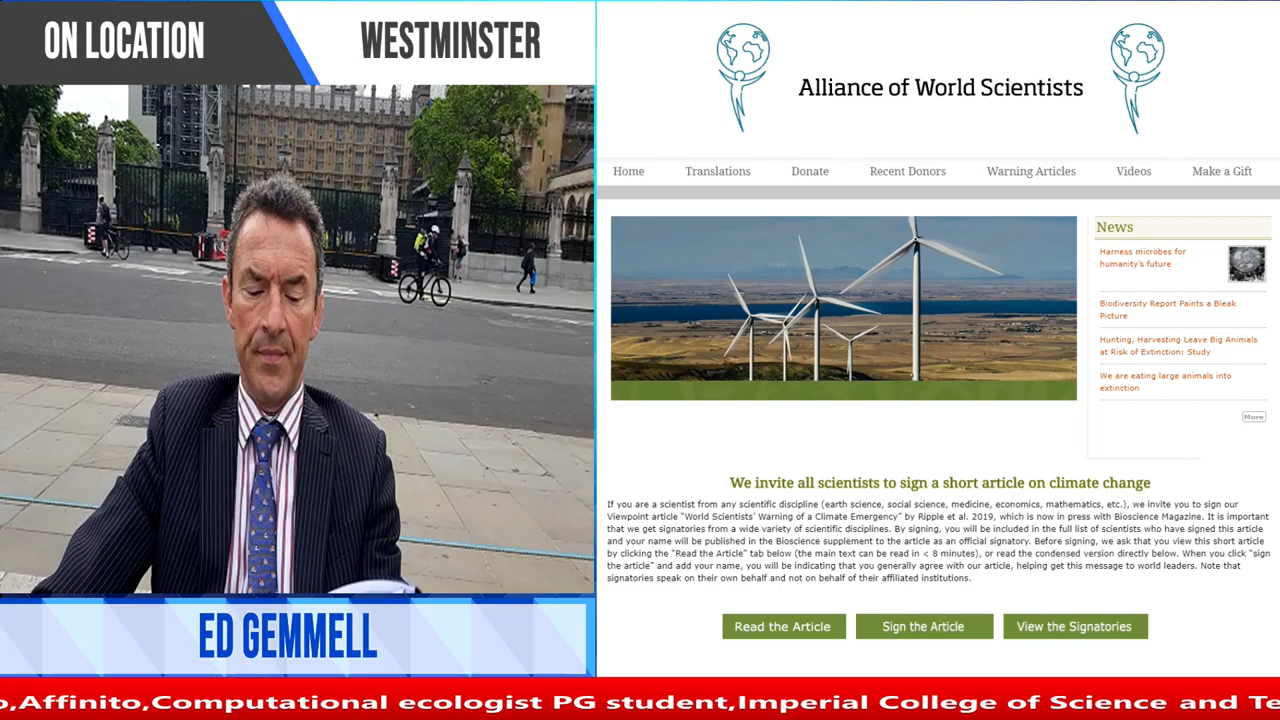 ON LOCATION
WESTMINSTER
ED GEMMELL
Alliance of World Scientists
Home
Translations
Donate
Recent Donors
Warning Articles
Videos
Make a Gift
News
Harness microbes for
humanity's future
Biodiversity Report Paints a Bleak
Picture
Hunting, Harvesting Leave Big Animals
at Risk of Extinction: Study
We are eating large animals into
extinction
More
We invite all scientists to sign a short article on climate change
If you are a scientist from any scientific discipline (earth science, social science, medicine, economics, mathematics, etc.), we invite you to sign our
Viewpoint article "World Scientists' Warning of a Climate Emergency" by Ripple et al. 2019, which is now in press with Bioscience Magazine. It is important
that we get signatories from a wide variety of scientific disciplines. By signing, you will be included in the full list of scientists who have signed this article
and your name will be published in the Bioscience supplement to the article as an official signatory. Before signing, we ask that you view this short article
by clicking the "Read the Article" tab below (the main text can be read in < 8 minutes), or read the condensed version directly below. When you click "sign
the article" and add your name, you will be indicating that you generally agree with our article, helping get this message to world leaders. Note that
signatories speak on their own behalf and not on behalf of their affiliated institutions.
Read the Article
Sign the Article
View the Signatories
o,Affinito,Computational ecologist PG student,Imperial College of Science and Te